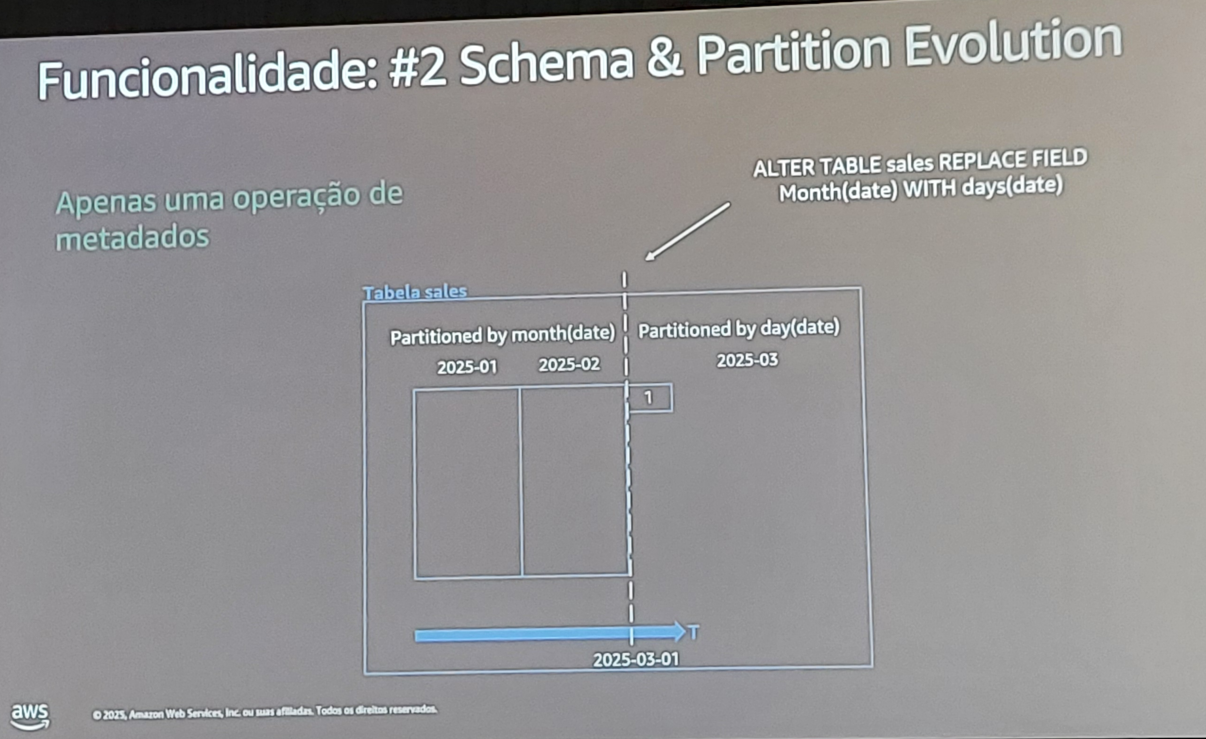 Funcionalidade: #2 Schema & Partition Evolution
Apenas uma operação de
metadados
ALTER TABLE sales REPLACE FIELD
Month(date) WITH days(date)
Tabela sales
Partitioned by month(date)
Partitioned by day(date)
2025-01
2025-02
2025-03
1
T
2025-03-01
aws
© 2025, Amazon Web Services, Inc. ou suas afiliadas. Todos os direitos reservados.